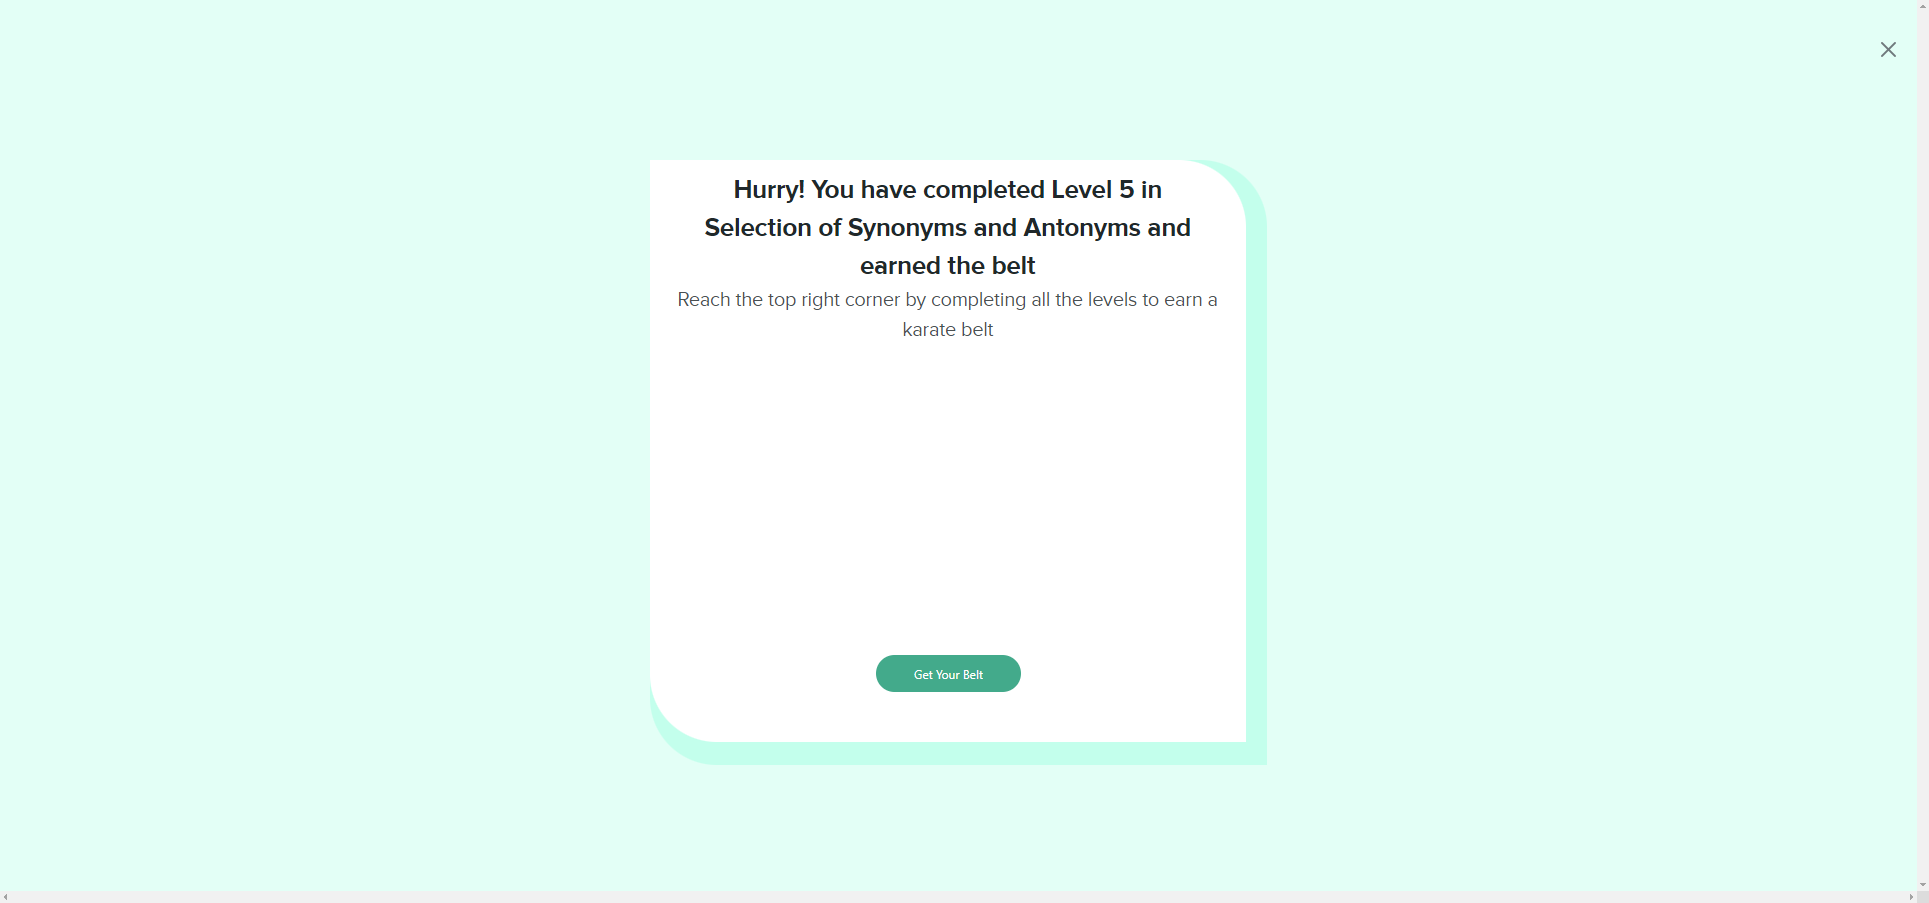 Hurry! You have completed Level 5 in
Selection of Synonyms and Antonyms and
earned the belt
Reach the top right corner by completing all the levels to earn a
karate belt
Get Your Belt